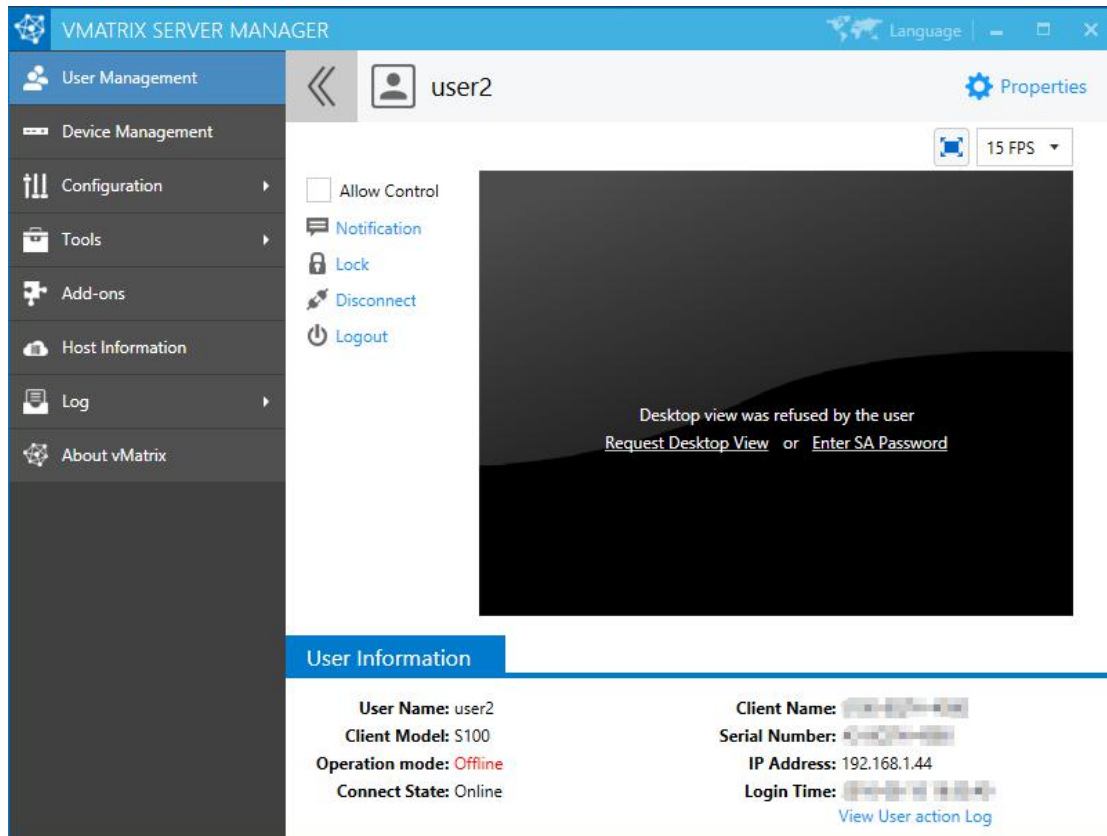 VMATRIX SERVER MANAGER
Language
User Management
Device Management
Configuration
Tools
Add-ons
Host Information
Log
About vMatrix
user2
Properties
15 FPS
Allow Control
Notification
Lock
Disconnect
Logout
Desktop view was refused by the user
Request Desktop View or Enter SA Password
User Information
User Name: user2
Client Model: S100
Operation mode: Offline
Connect State: Online
Client Name:
Serial Number:
IP Address: 192.168.1.44
Login Time:
View User action Log